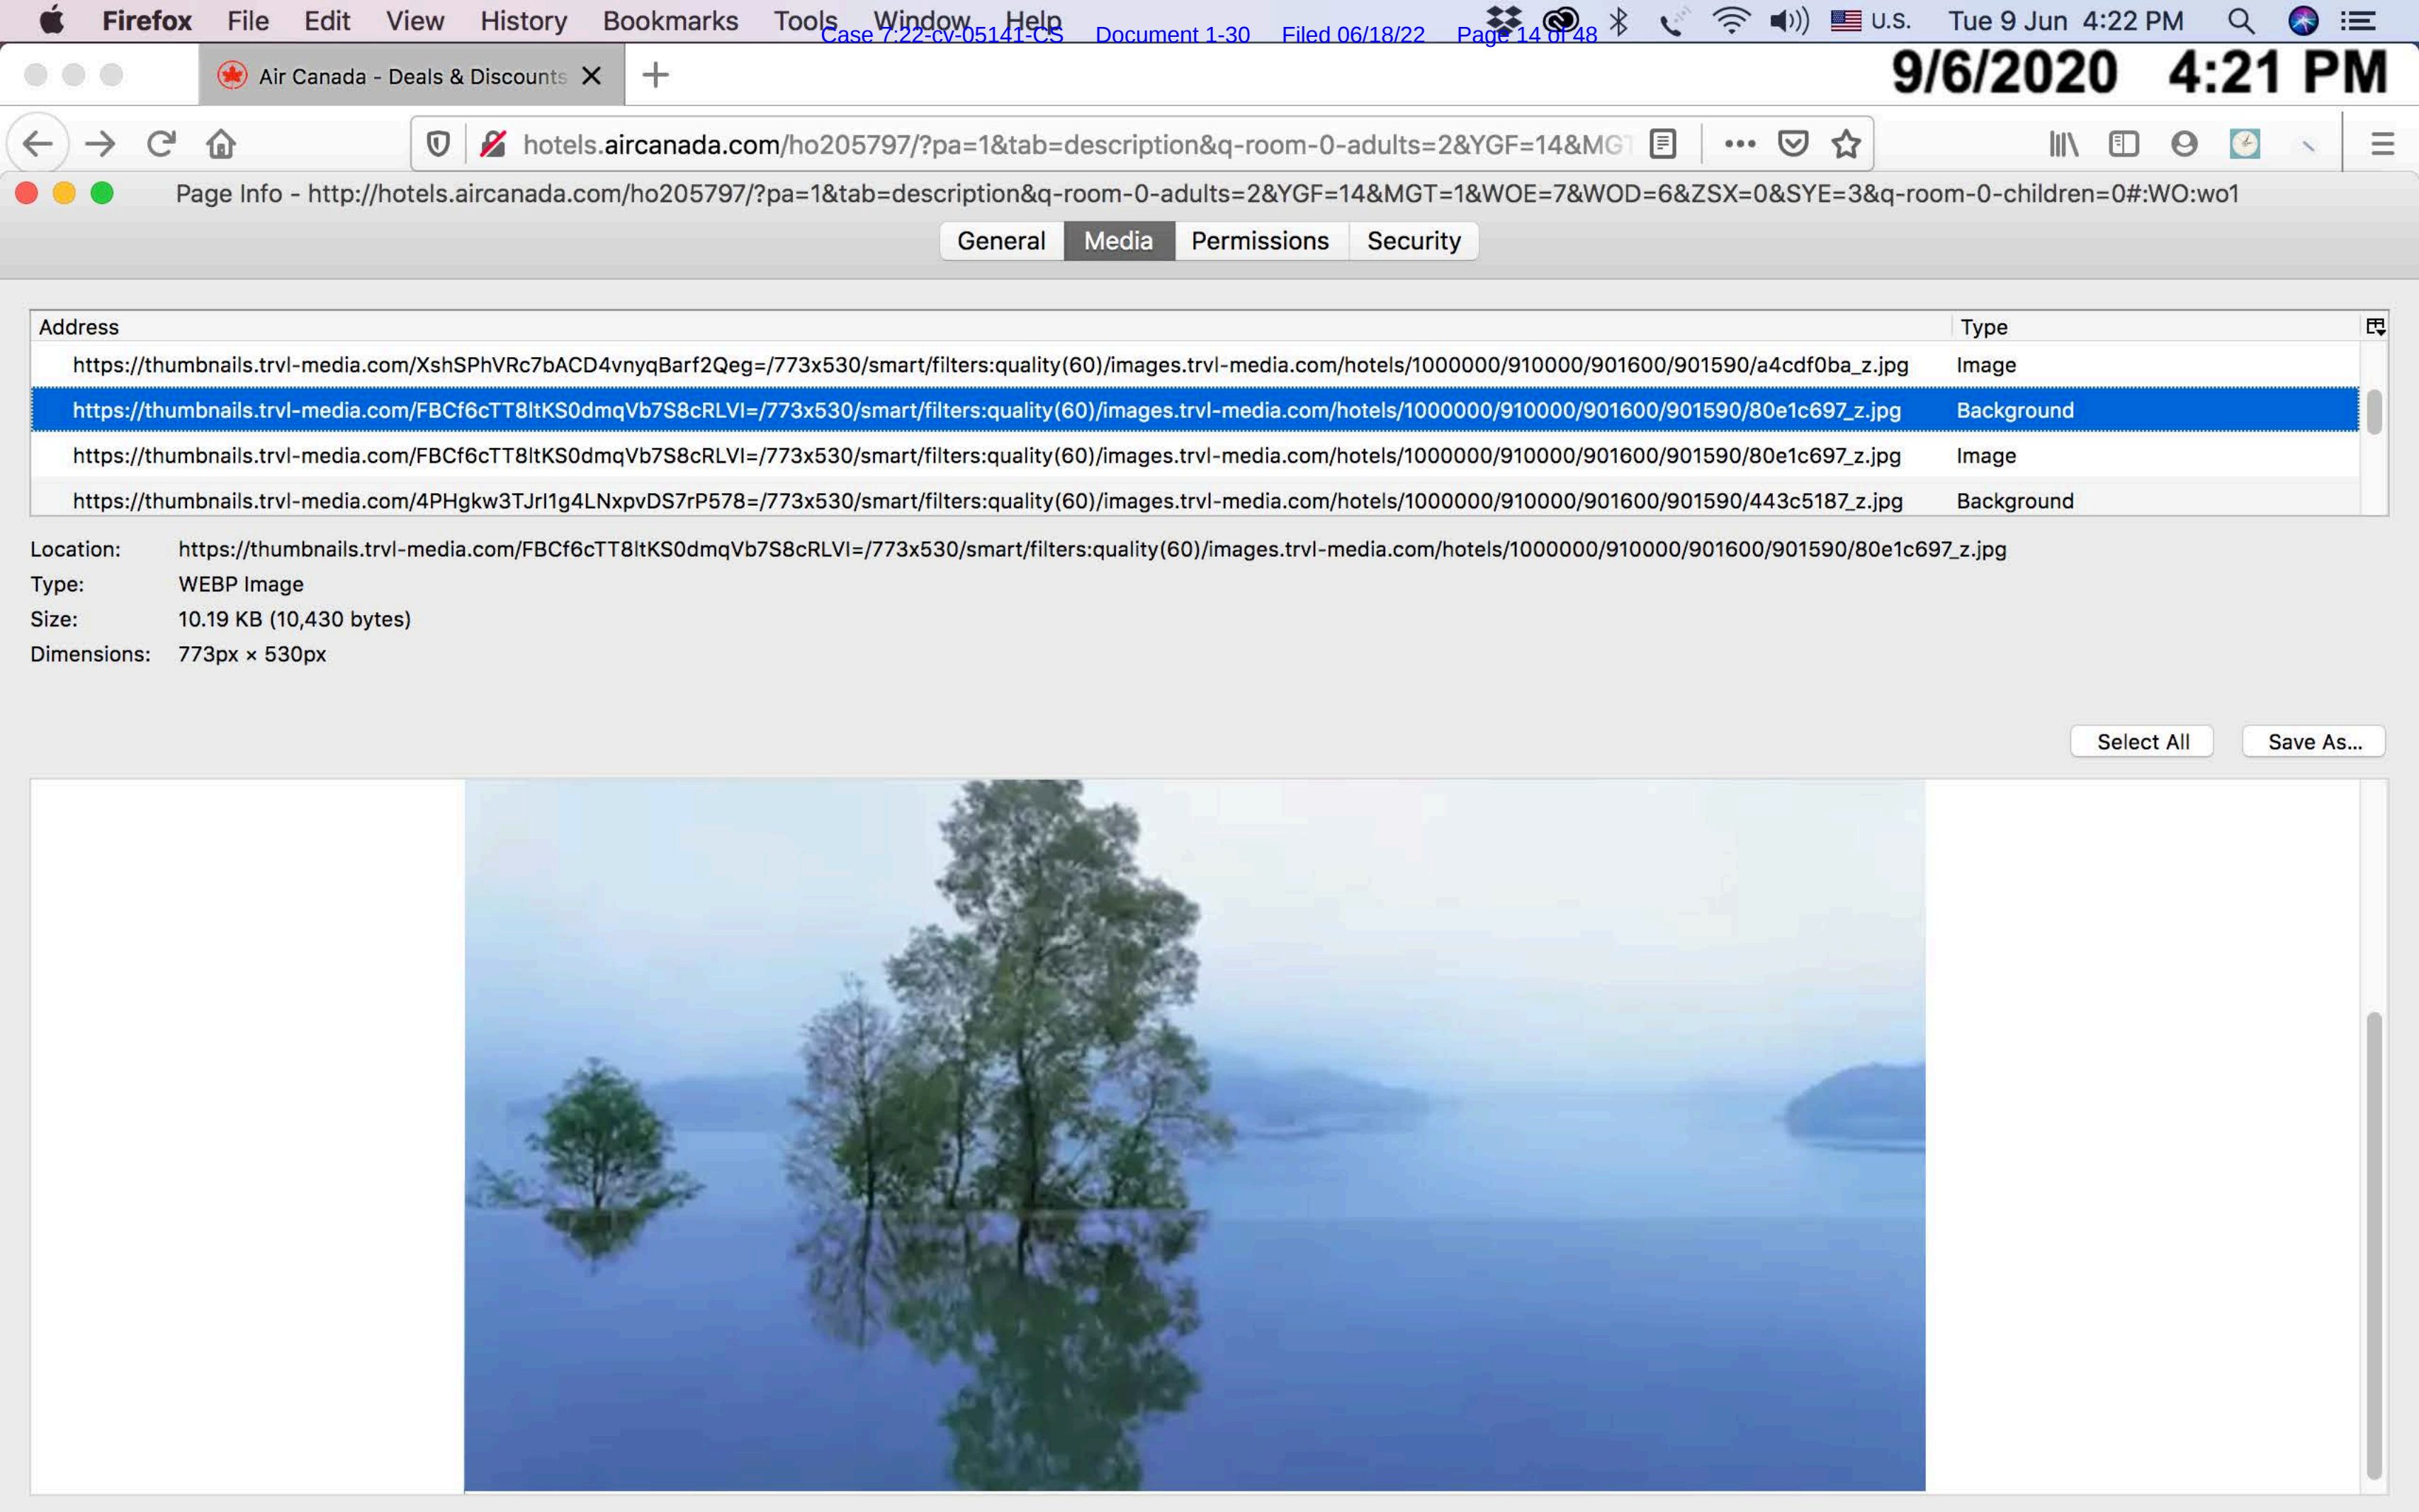 Firefox File Edit View History Bookmarks Tools Window Help U.S. Tue 9 Jun 4:22 PM
Case 7:22-cv-05141-CS Document 1-30 Filed 06/18/22 Page 14 of 48
Air Canada - Deals & Discounts
9/6/2020 4:21 PM
hotels.aircanada.com/ho205797/?pa=1&tab=description&q-room-0-adults=2&YGF=14&MGT
Page Info - http://hotels.aircanada.com/ho205797/?pa=1&tab=description&q-room-0-adults=2&YGF=14&MGT=1&WOE=7&WOD=6&ZSX=0&SYE=3&q-room-0-children=0#:WO:wo1
General Media Permissions Security
Address Type
https://thumbnails.trvl-media.com/XshSPhVRc7bACD4vnyqBarf2Qeg=/773x530/smart/filters:quality(60)/images.trvl-media.com/hotels/1000000/910000/901600/901590/a4cdf0ba_z.jpg Image
https://thumbnails.trvl-media.com/FBCf6cTT8ltKS0dmqVb7S8cRLVI=/773x530/smart/filters:quality(60)/images.trvl-media.com/hotels/1000000/910000/901600/901590/80e1c697_z.jpg Background
https://thumbnails.trvl-media.com/FBCf6cTT8ltKS0dmqVb7S8cRLVI=/773x530/smart/filters:quality(60)/images.trvl-media.com/hotels/1000000/910000/901600/901590/80e1c697_z.jpg Image
https://thumbnails.trvl-media.com/4PHgkw3TJrI1g4LNxpvDS7rP578=/773x530/smart/filters:quality(60)/images.trvl-media.com/hotels/1000000/910000/901600/901590/443c5187_z.jpg Background
Location: https://thumbnails.trvl-media.com/FBCf6cTT8ltKS0dmqVb7S8cRLVI=/773x530/smart/filters:quality(60)/images.trvl-media.com/hotels/1000000/910000/901600/901590/80e1c697_z.jpg
Type: WEBP Image
Size: 10.19 KB (10,430 bytes)
Dimensions: 773px × 530px
Select All Save As...